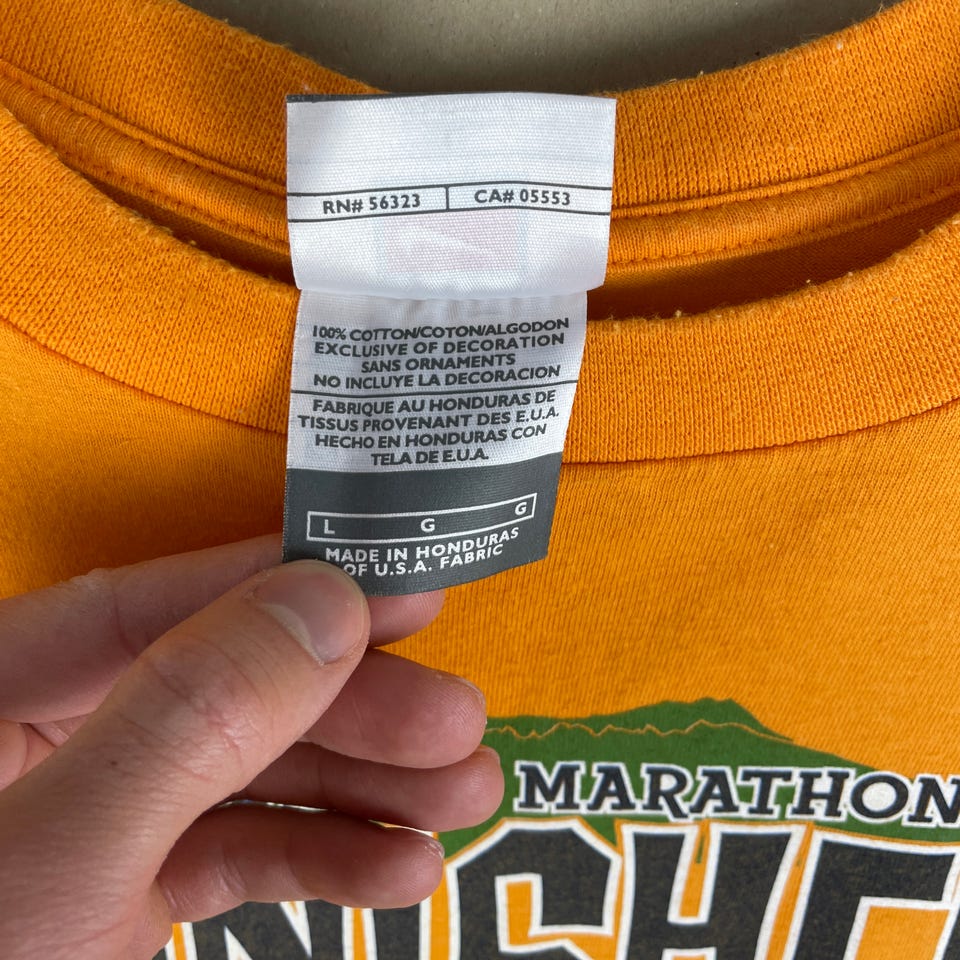 RN# 56323 CA# 05553
100% COTTON/COTON/ALGODON
EXCLUSIVE OF DECORATION
SANS ORNAMENTS
NO INCLUYE LA DECORACION
FABRIQUE AU HONDURAS DE
TISSUS PROVENANT DES E.U.A.
HECHO EN HONDURAS CON
TELA DE E.U.A.
L G G
MADE IN HONDURAS
OF U.S.A. FABRIC
MARATHON